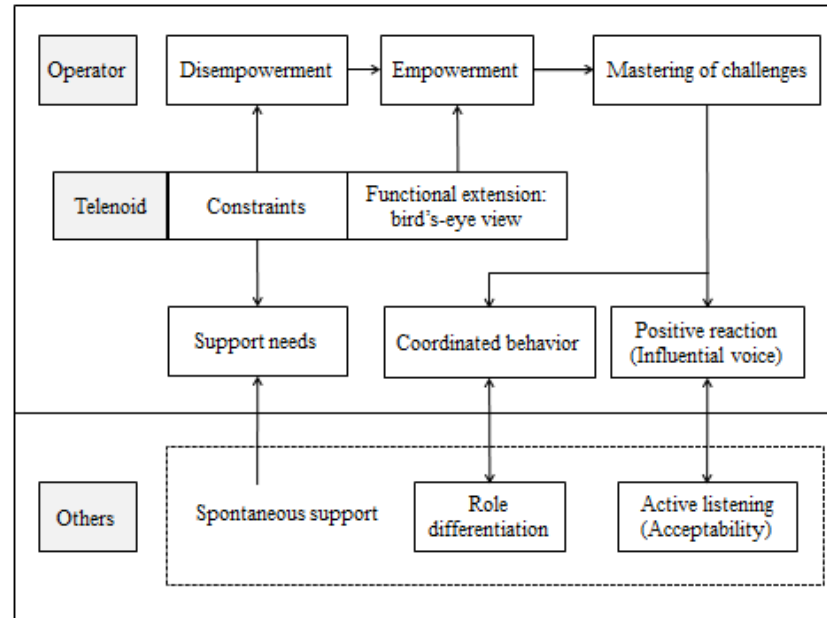 Operator
Disempowerment
Empowerment
Mastering of challenges
Telenoid
Constraints
Functional extension:
bird's-eye view
Support needs
Coordinated behavior
Positive reaction
(Influential voice)
Others
Spontaneous support
Role
differentiation
Active listening
(Acceptability)